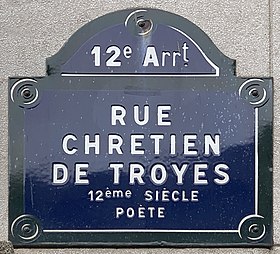 12e Arrt
RUE
CHRETIEN
DE TROYES
12ème SIÈCLE
POÈTE